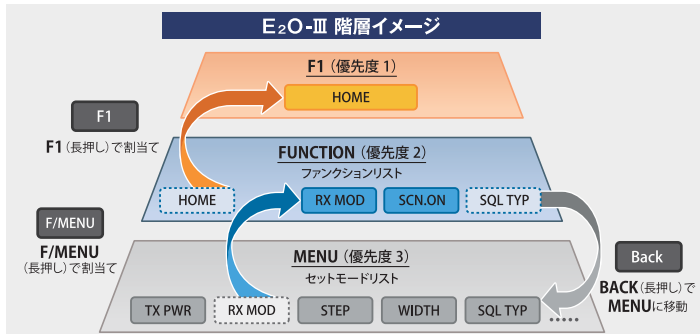 E2O-III 階層イメージ
F1（優先度 1）
HOME
F1
F1（長押し）で割当て
FUNCTION（優先度 2）
ファンクションリスト
HOME
RX MOD
SCN.ON
SQL TYP
F/MENU
F/MENU
（長押し）で割当て
MENU（優先度 3）
セットモードリスト
TX PWR
RX MOD
STEP
WIDTH
SQL TYP
.....
Back
BACK（長押し）で
MENUに移動